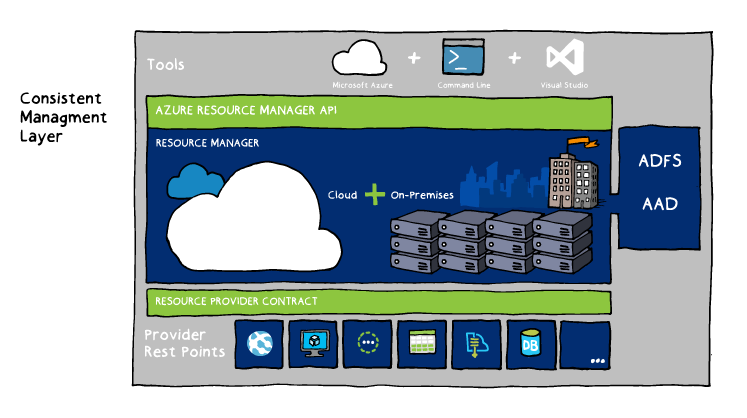 Tools
Microsoft Azure
Command Line
Visual Studio
Consistent
Managment
Layer
AZURE RESOURCE MANAGER API
RESOURCE MANAGER
Cloud + On-Premises
ADFS
AAD
RESOURCE PROVIDER CONTRACT
Provider
Rest Points
DB
...